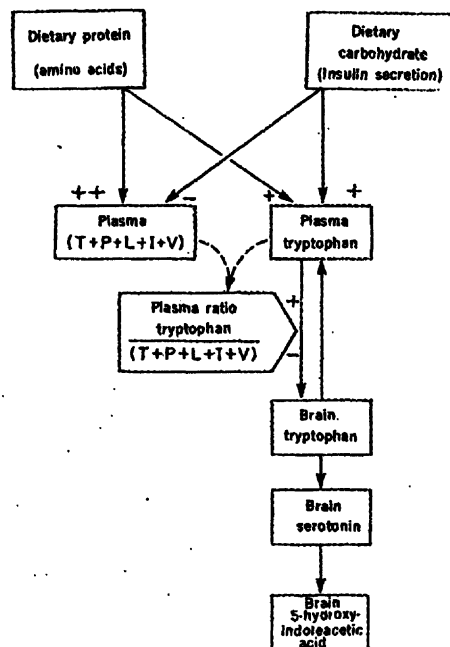 Dietary protein
(amino acids)
Dietary
carbohydrate
(Insulin secretion)
++
-
+
+
Plasma
(T+P+L+I+V)
Plasma
tryptophan
Plasma ratio
tryptophan
(T+P+L+I+V)
+
-
Brain.
tryptophan
Brain
serotonin
Brain
5-hydroxy-
indoleacetic
acid